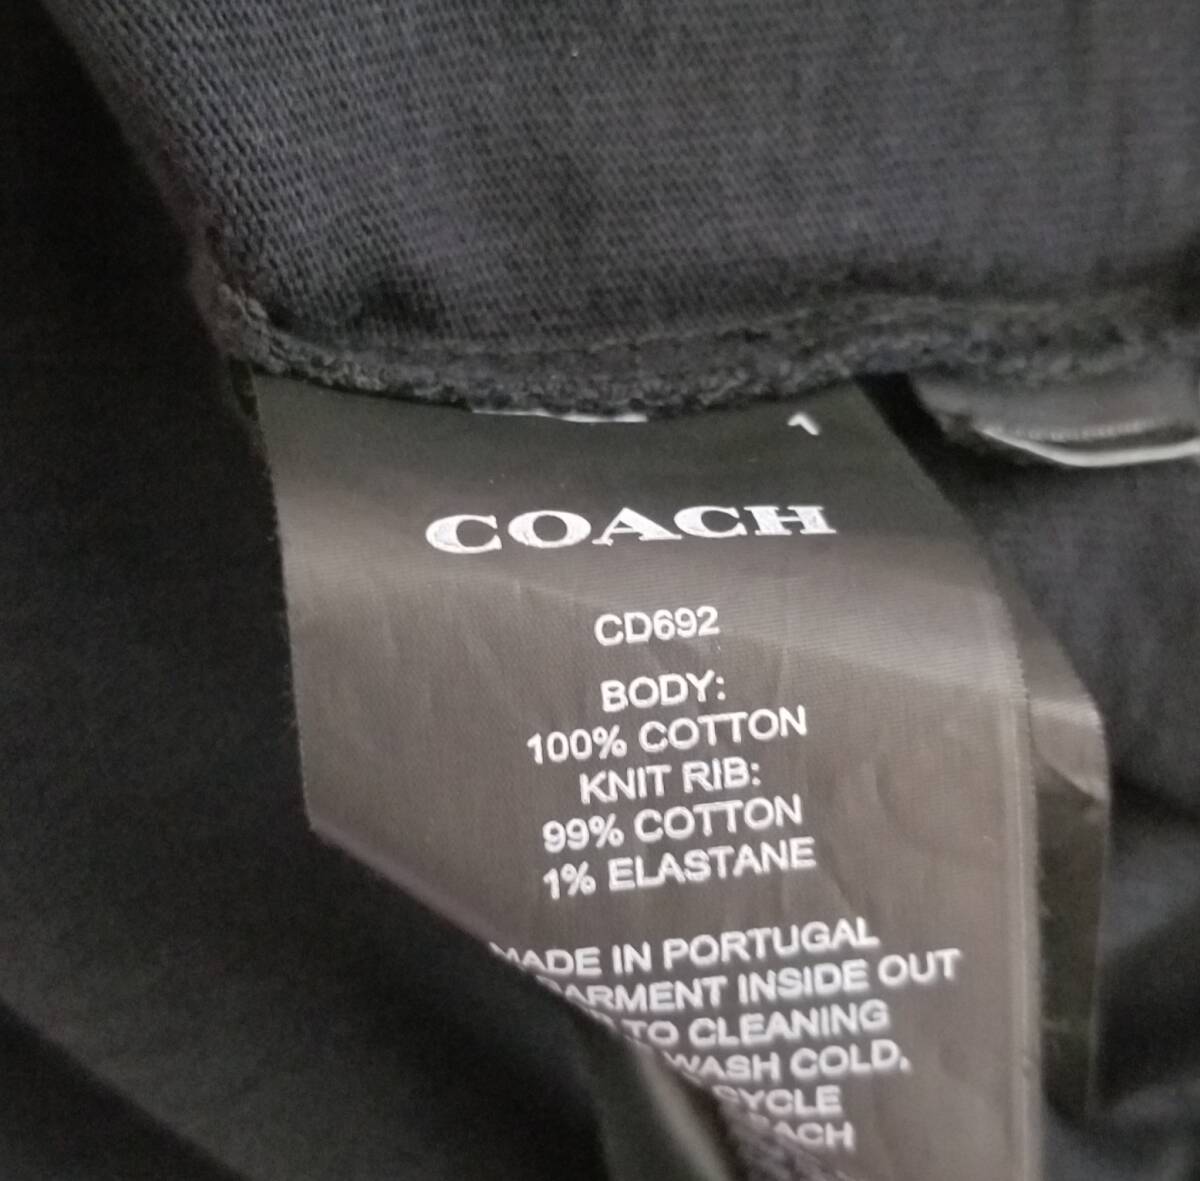 COACH
CD692
BODY:
100% COTTON
KNIT RIB:
99% COTTON
1% ELASTANE
MADE IN PORTUGAL
GARMENT INSIDE OUT
TO CLEANING
WASH COLD,
CYCLE